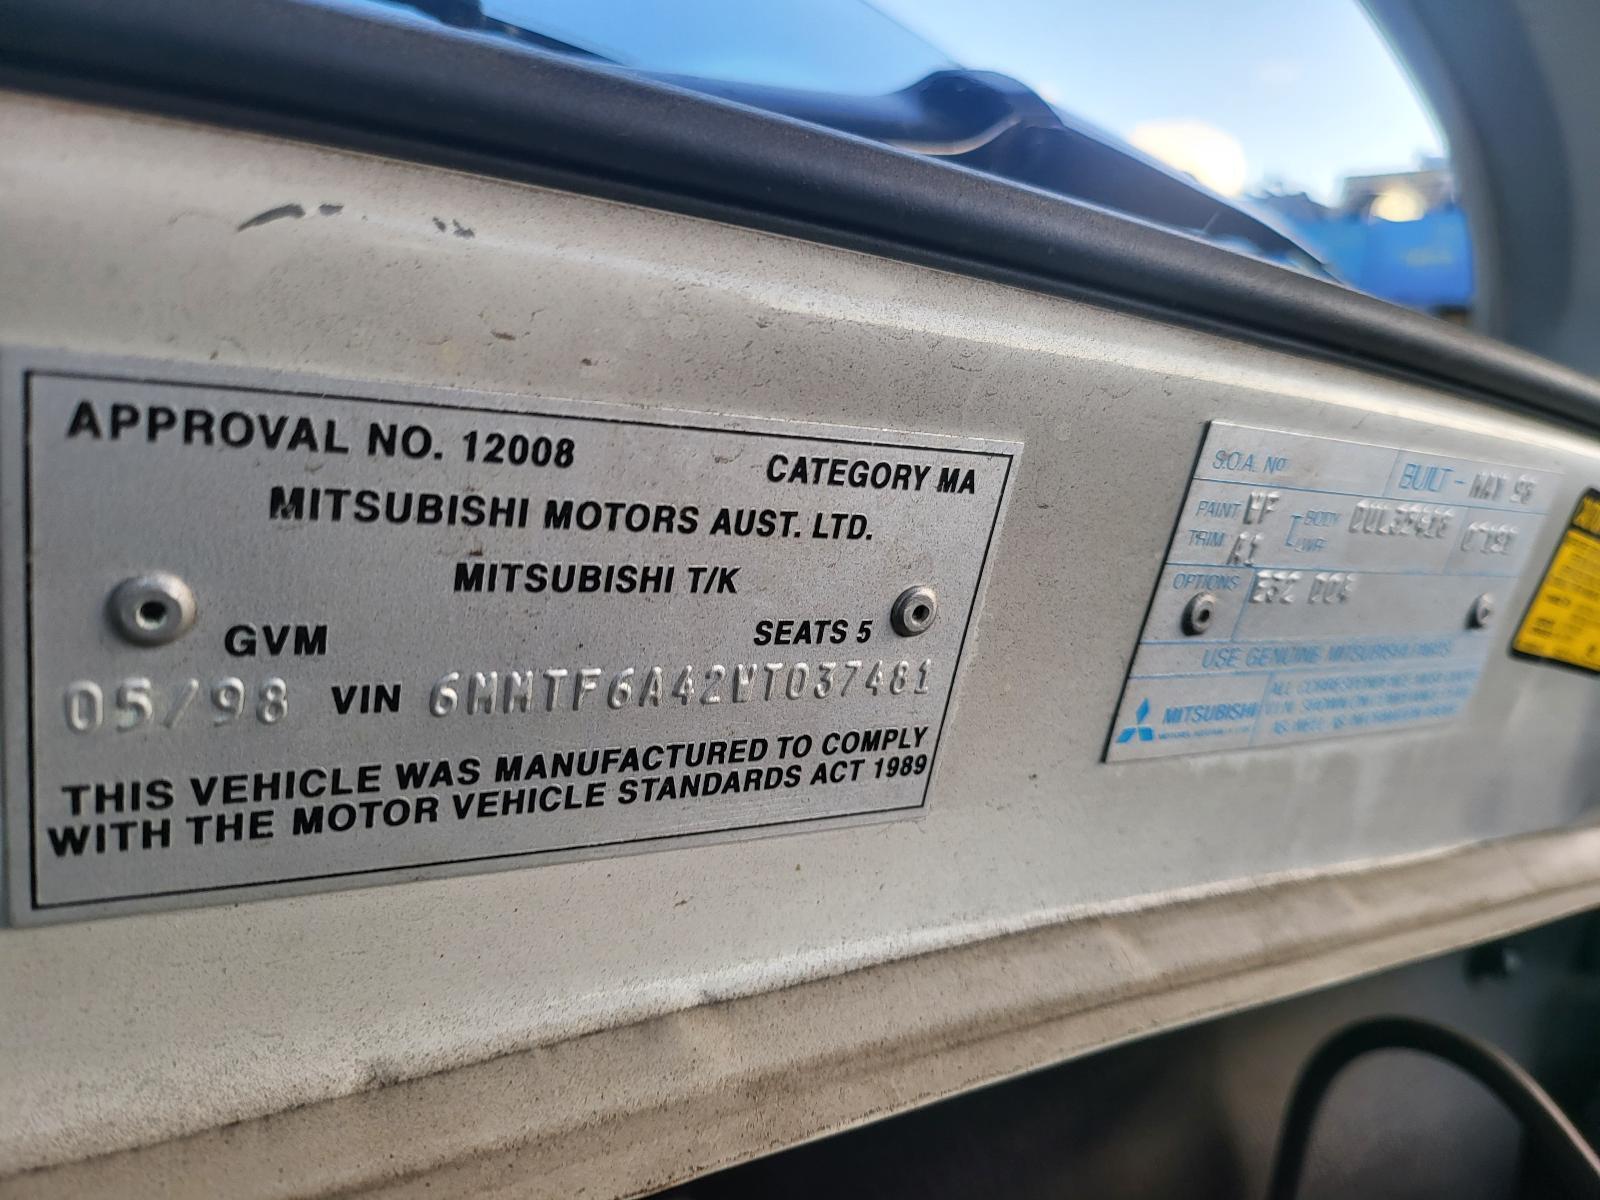 APPROVAL NO. 12008
CATEGORY MA
MITSUBISHI MOTORS AUST. LTD.
MITSUBISHI T/K
GVM
SEATS 5
05/98 VIN 6MMTF6A42WT037481
THIS VEHICLE WAS MANUFACTURED TO COMPLY
WITH THE MOTOR VEHICLE STANDARDS ACT 1989
S.O.A. No
BUILT - MAY 98
PAINT
BODY
TRIM A1
LWR
OPTIONS
USE GENUINE MITSUBISHI PARTS
MITSUBISHI